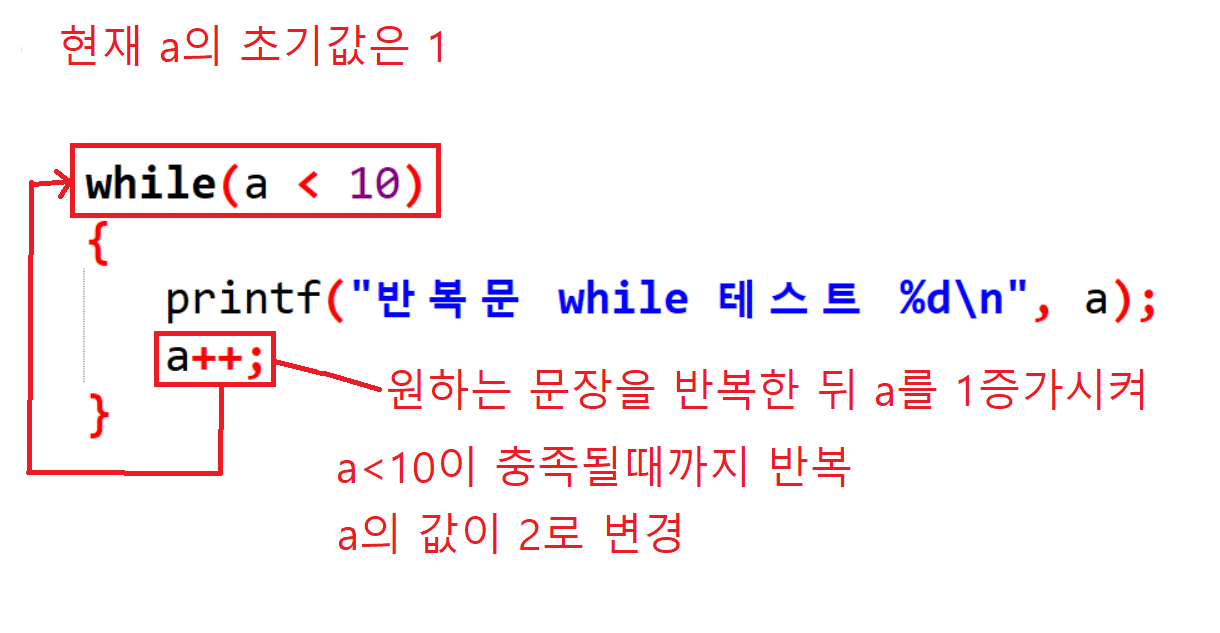 현재 a의 초기값은 1
while(a < 10)
{
printf("반복문 while 테스트 %d\n", a);
a++;
원하는 문장을 반복한 뒤 a를 1증가시켜
}
a<10이 충족될때까지 반복
a의 값이 2로 변경